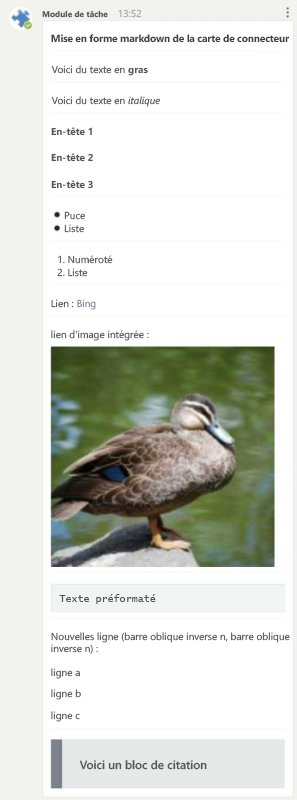 Module de tâche 13:52
Mise en forme markdown de la carte de connecteur
Voici du texte en gras
Voici du texte en italique
En-tête 1
En-tête 2
En-tête 3
• Puce
• Liste
1. Numéroté
2. Liste
Lien : Bing
lien d'image intégrée :
Texte préformaté
Nouvelles ligne (barre oblique inverse n, barre oblique
inverse n) :
ligne a
ligne b
ligne c
Voici un bloc de citation